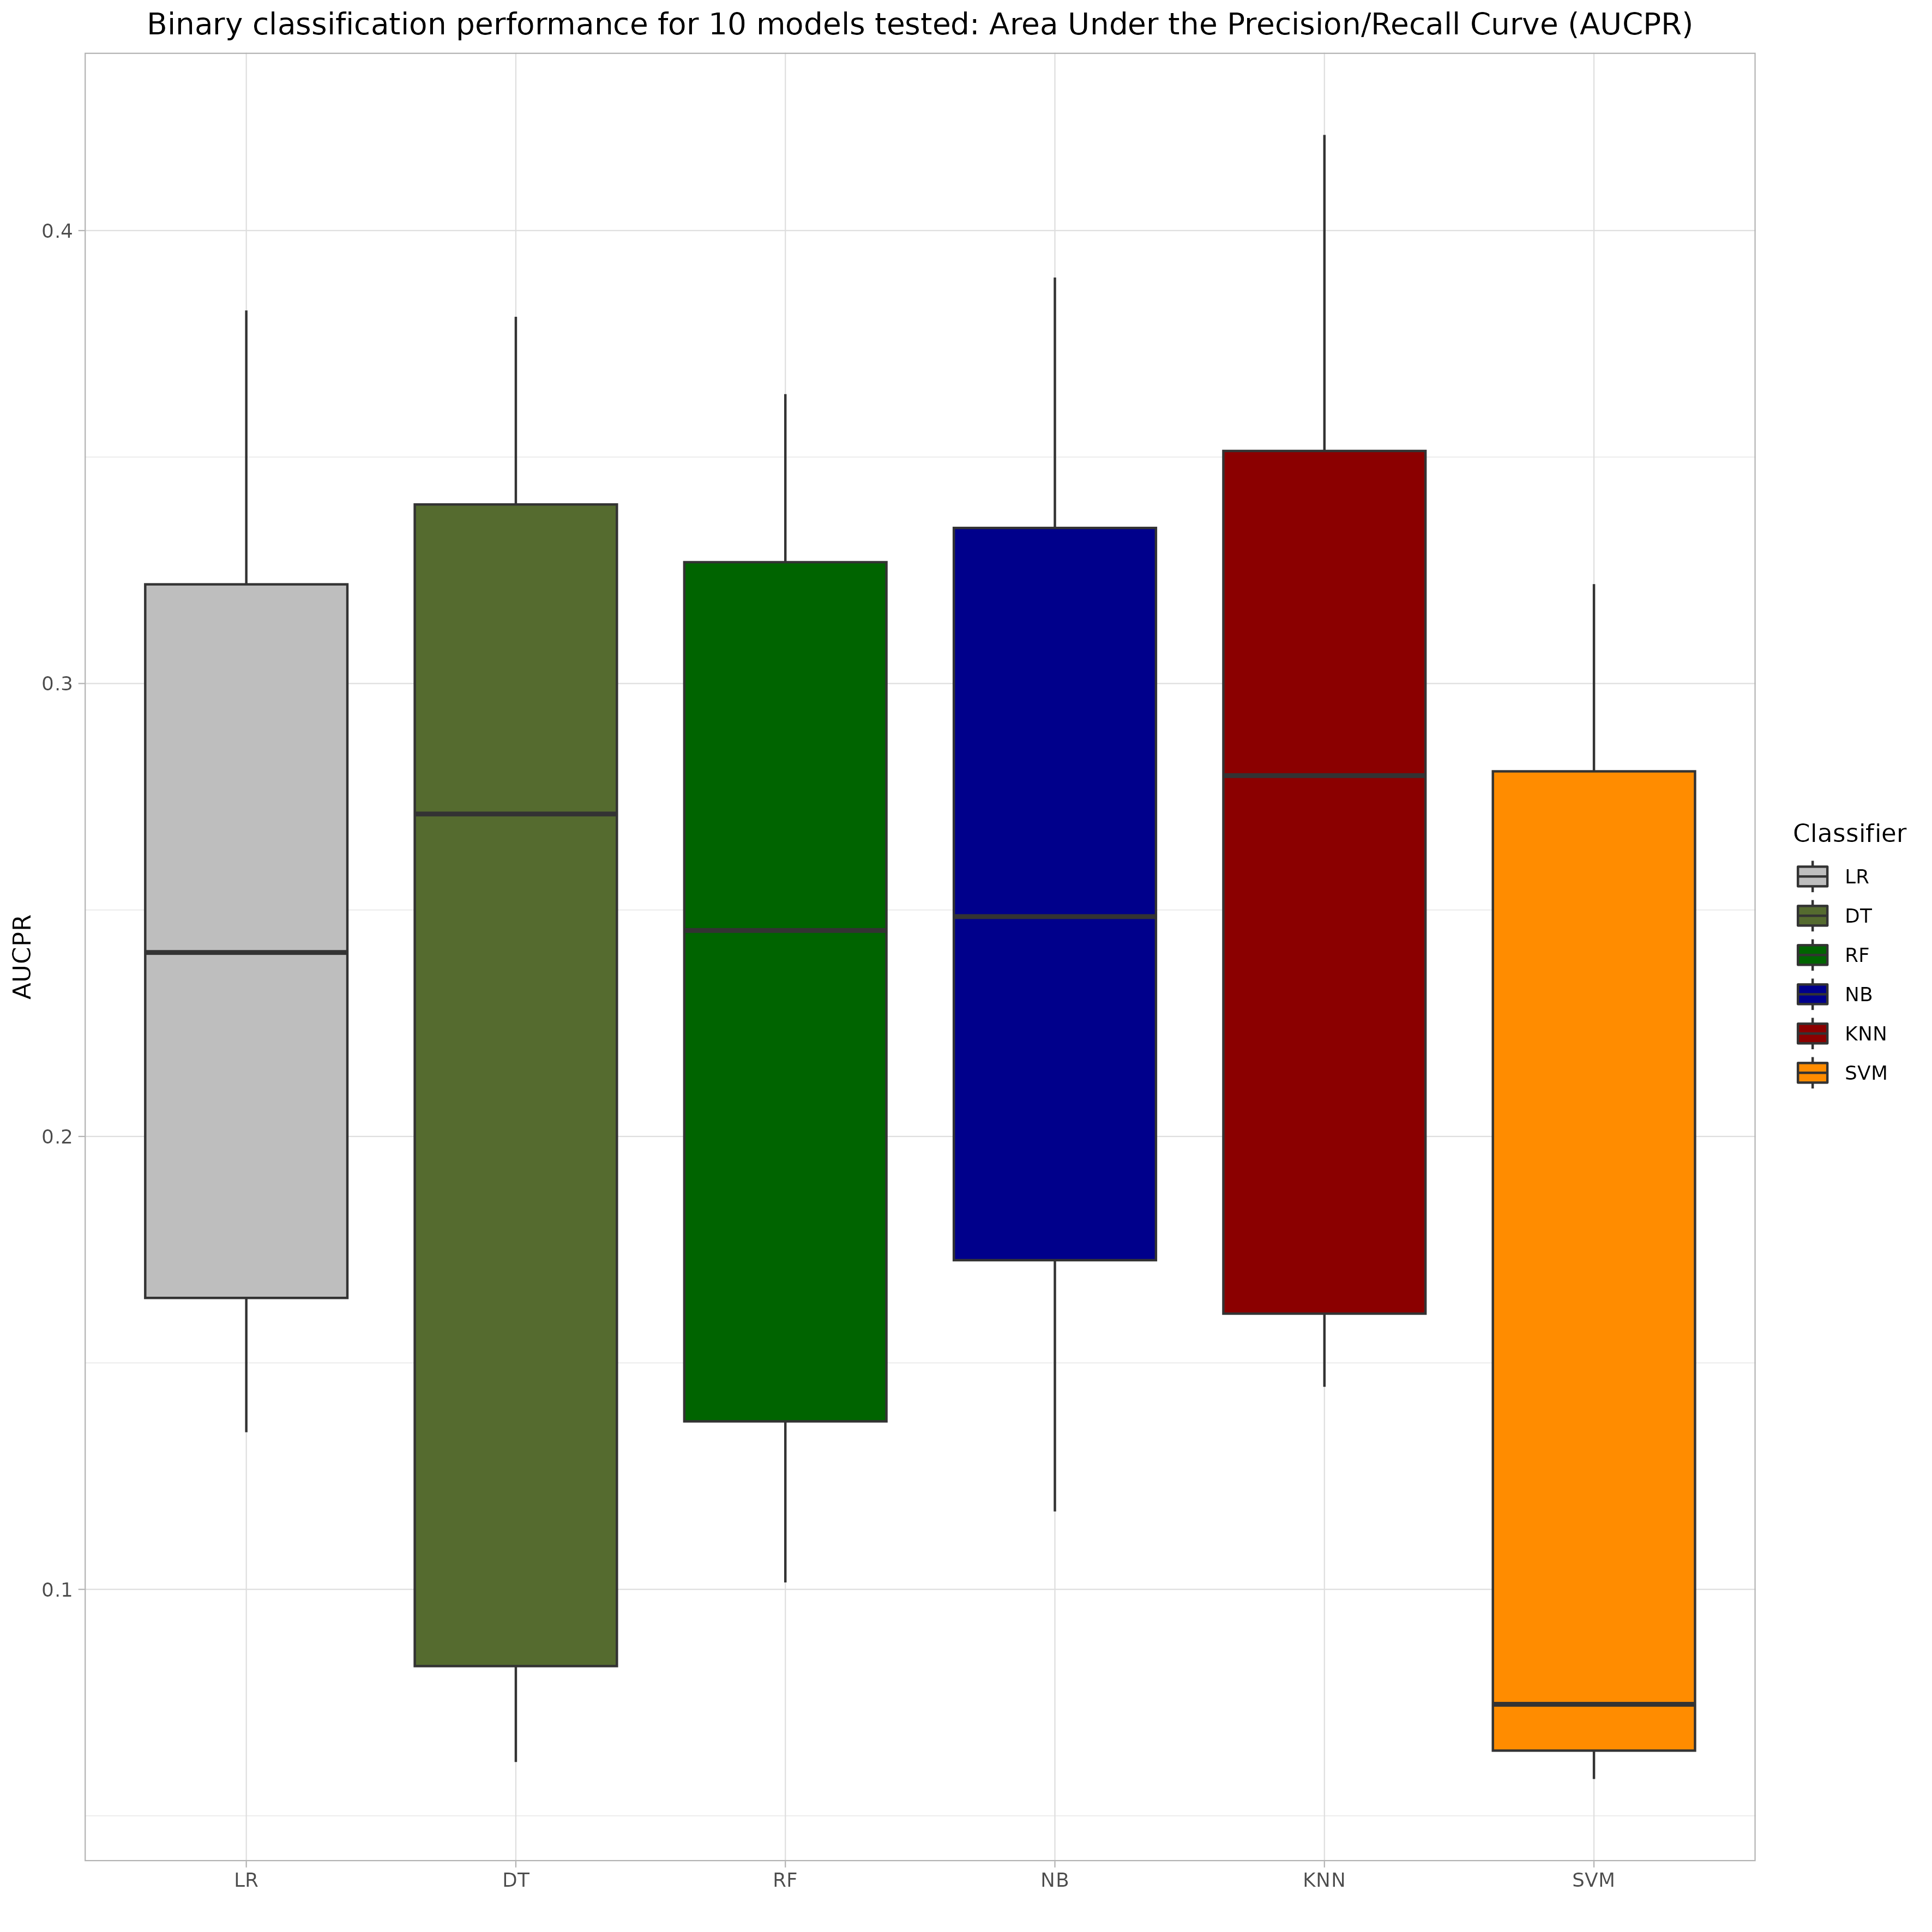 Binary classification performance for 10 models tested: Area Under the Precision/Recall Curve (AUCPR)
AUCPR
0.4
0.3
0.2
0.1
LR
DT
RF
NB
KNN
SVM
Classifier
LR
DT
RF
NB
KNN
SVM